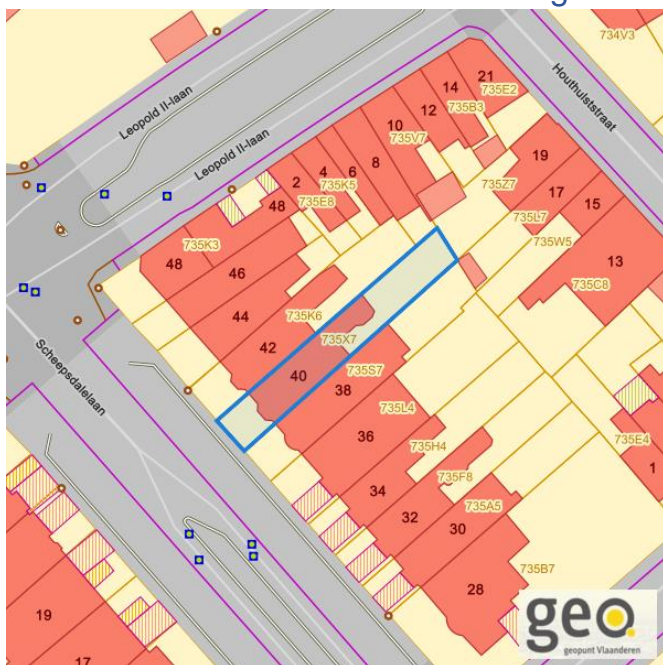 g
734V3
Leopold II-laan
Leopold II-laan
Houthulststraat
21
735E2
14
735B3
12
10
735V7
8
6
4
735K5
2
735E8
48
735K3
48
46
44
735K6
42
735X7
40
735S7
38
735L4
36
735H4
34
735F8
32
735A5
30
28
735B7
19
735Z7
17
735L7
15
735W5
13
735C8
735E4
1
Scheepsdalelaan
19
17
geo
geopunt Vlaanderen